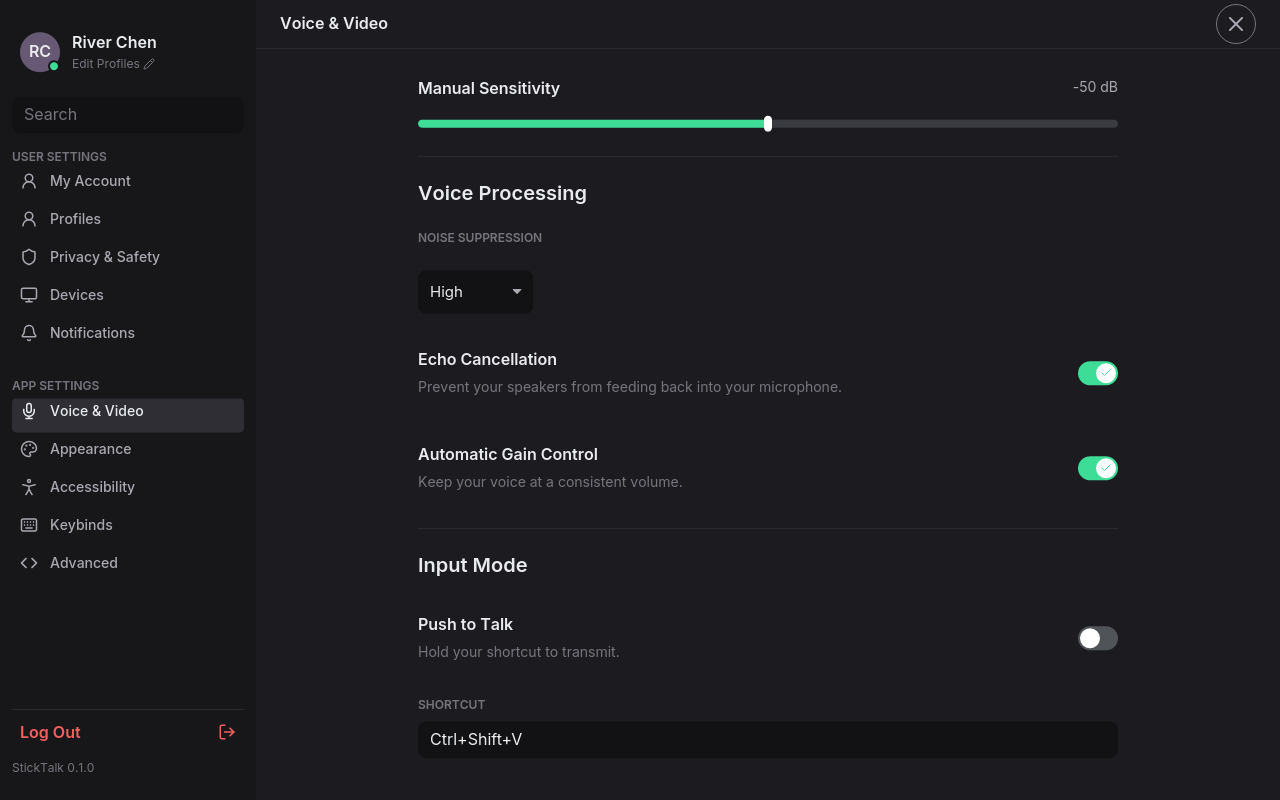 RC
River Chen
Edit Profiles
Search
USER SETTINGS
My Account
Profiles
Privacy & Safety
Devices
Notifications
APP SETTINGS
Voice & Video
Appearance
Accessibility
Keybinds
Advanced
Log Out
StickTalk 0.1.0
Voice & Video
Manual Sensitivity
-50 dB
Voice Processing
NOISE SUPPRESSION
High
Echo Cancellation
Prevent your speakers from feeding back into your microphone.
Automatic Gain Control
Keep your voice at a consistent volume.
Input Mode
Push to Talk
Hold your shortcut to transmit.
SHORTCUT
Ctrl+Shift+V